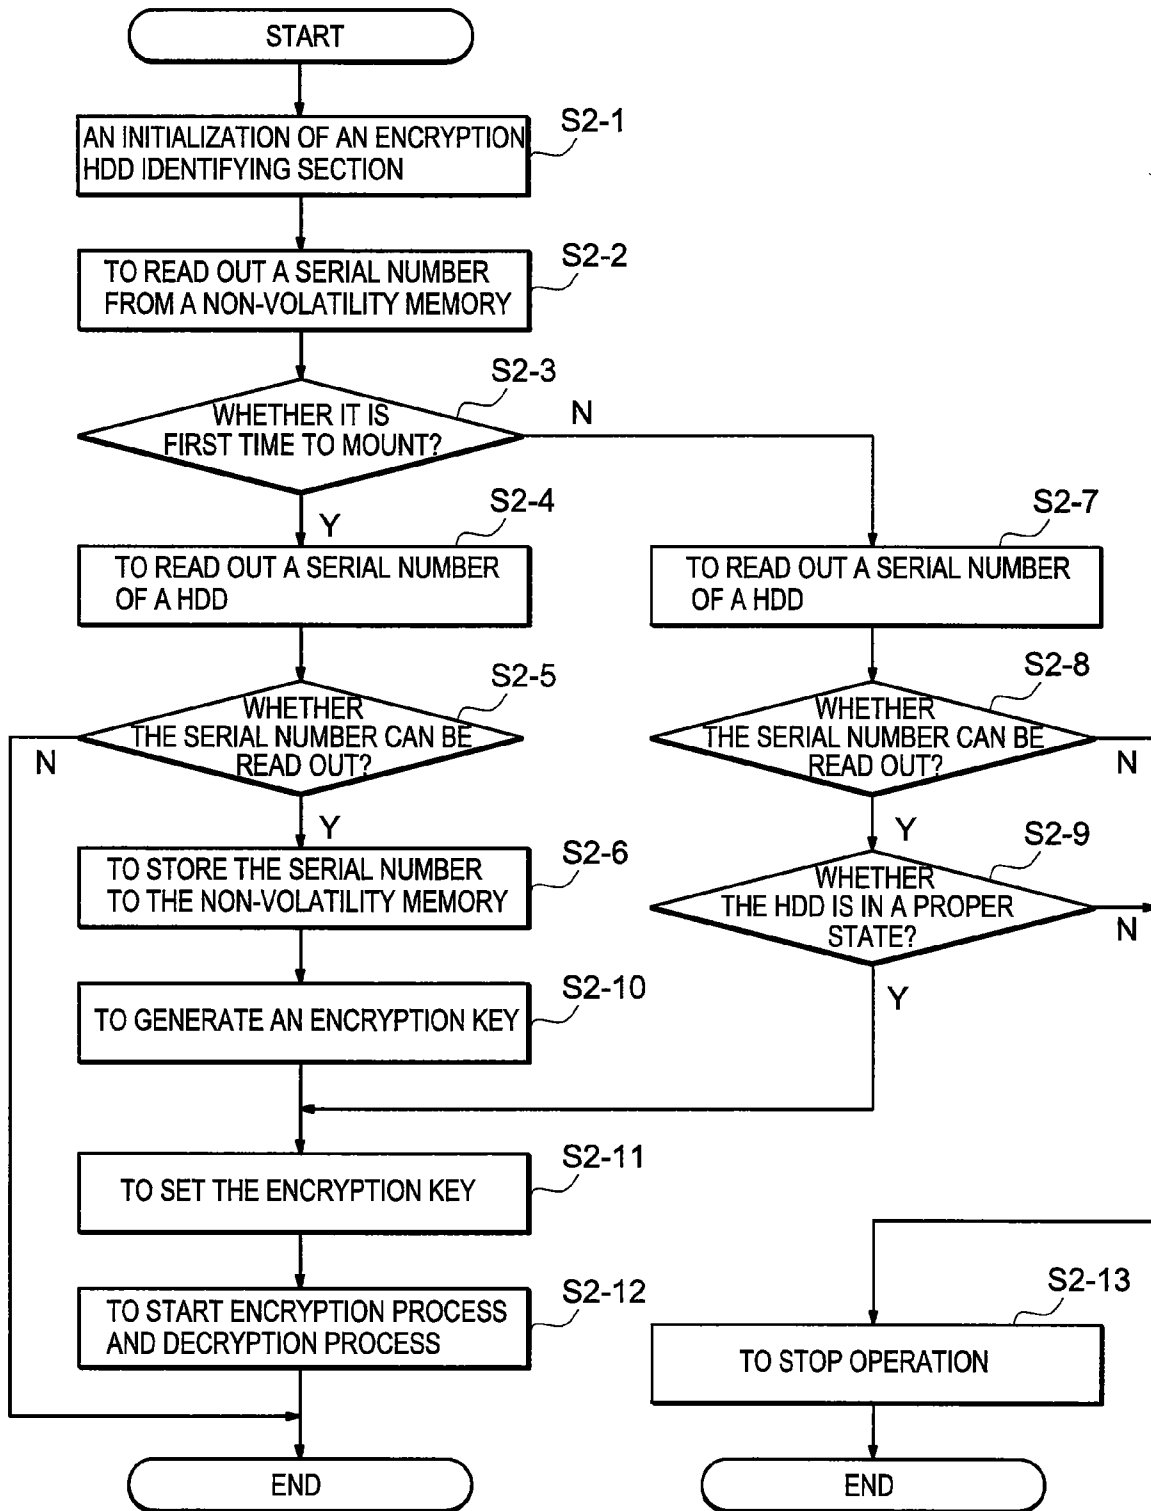 START
S2-1
AN INITIALIZATION OF AN ENCRYPTION
HDD IDENTIFYING SECTION
S2-2
TO READ OUT A SERIAL NUMBER
FROM A NON-VOLATILITY MEMORY
S2-3
WHETHER IT IS
FIRST TIME TO MOUNT?
N
Y
S2-4
TO READ OUT A SERIAL NUMBER
OF A HDD
S2-7
TO READ OUT A SERIAL NUMBER
OF A HDD
S2-5
WHETHER
THE SERIAL NUMBER CAN BE
READ OUT?
N
Y
S2-8
WHETHER
THE SERIAL NUMBER CAN BE
READ OUT?
N
Y
S2-6
TO STORE THE SERIAL NUMBER
TO THE NON-VOLATILITY MEMORY
S2-9
WHETHER
THE HDD IS IN A PROPER
STATE?
N
Y
S2-10
TO GENERATE AN ENCRYPTION KEY
S2-11
TO SET THE ENCRYPTION KEY
S2-12
TO START ENCRYPTION PROCESS
AND DECRYPTION PROCESS
S2-13
TO STOP OPERATION
END
END